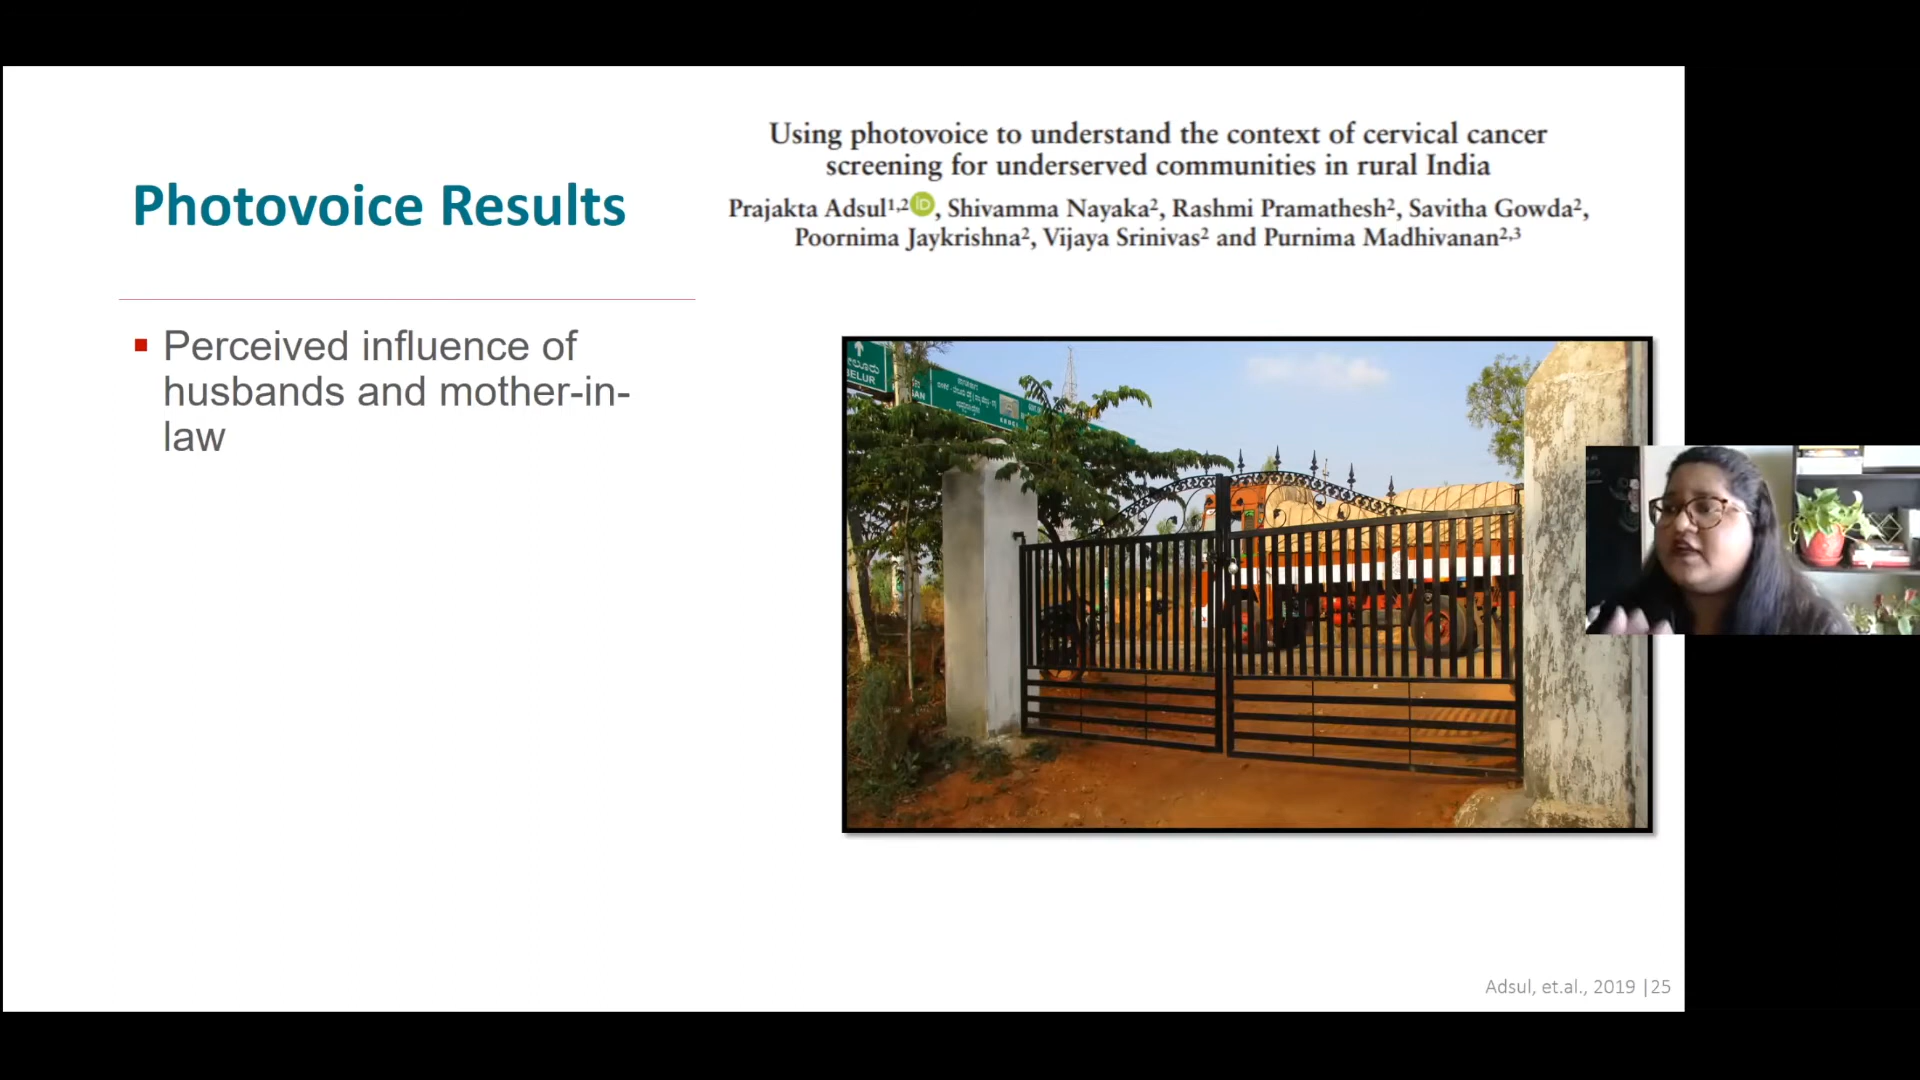 Using photovoice to understand the context of cervical cancer
screening for underserved communities in rural India
Prajakta Adsul¹,² iD, Shivamma Nayaka², Rashmi Pramathesh², Savitha Gowda²,
Poornima Jaykrishna², Vijaya Srinivas² and Purnima Madhivanan²,³
Photovoice Results
▪ Perceived influence of
husbands and mother-in-
law
BELUR
Adsul, et.al., 2019 |25